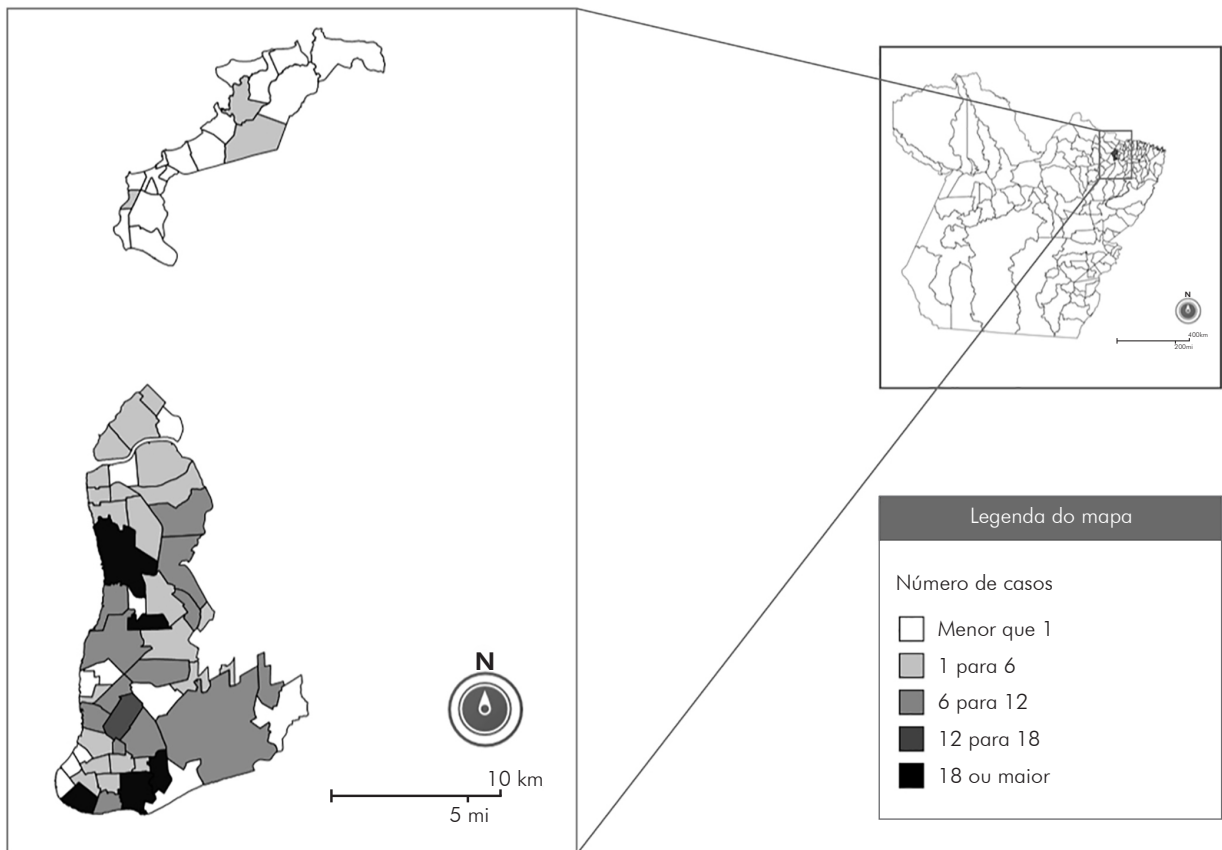 N
400km
200mi
Legenda do mapa
Número de casos
Menor que 1
1 para 6
6 para 12
12 para 18
18 ou maior
N
10 km
5 mi